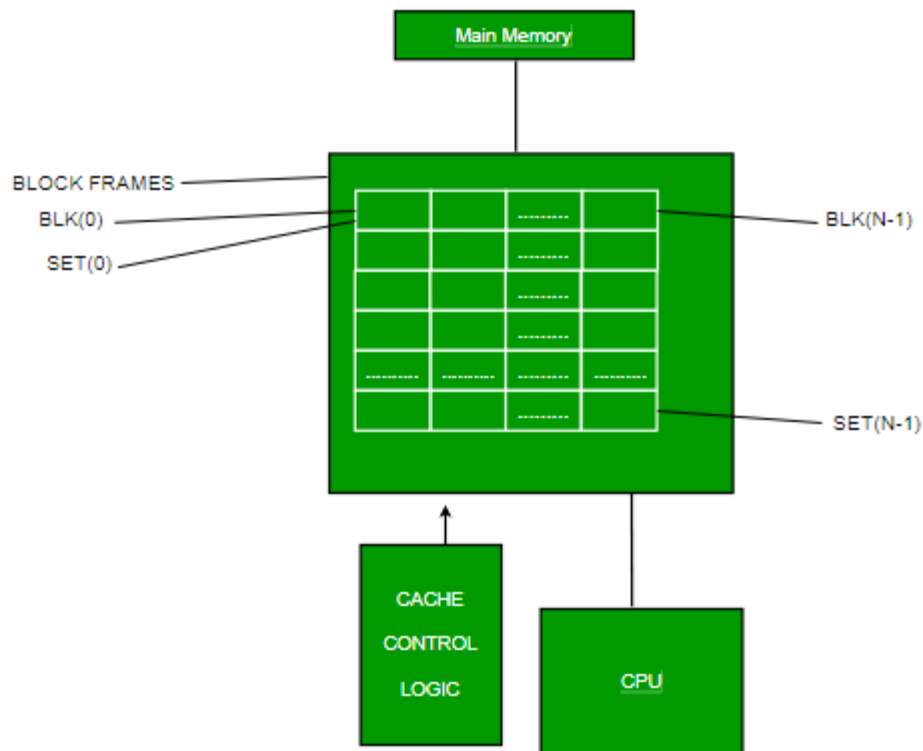 Main Memory
BLOCK FRAMES
BLK(0)
BLK(N-1)
SET(0)
SET(N-1)
CACHE
CONTROL
LOGIC
CPU